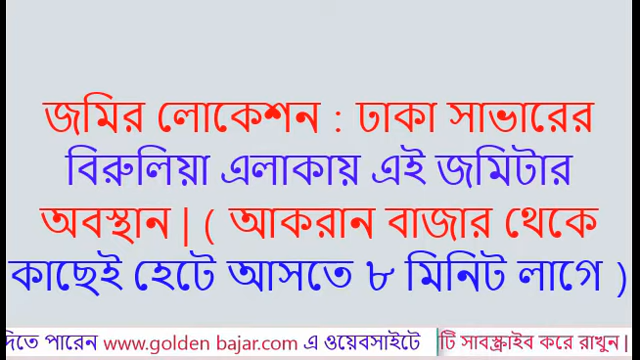 জমির লোকেশন : ঢাকা সাভারের
বিরুলিয়া এলাকায় এই জমিটার
অবস্থান | ( আকরান বাজার থেকে
কাছেই হেটে আসতে ৮ মিনিট লাগে )
দিতে পারেন www.golden bajar.com এ ওয়েবসাইটে টি সাবস্ক্রাইব করে রাখুন |